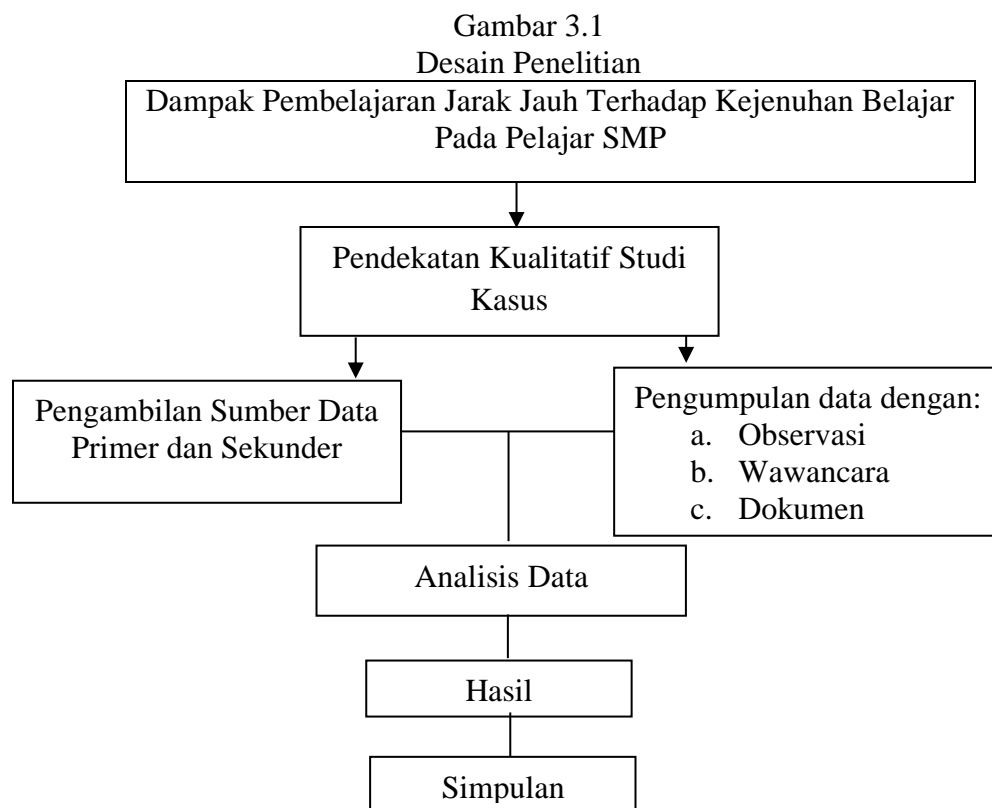 Gambar 3.1
Desain Penelitian
Dampak Pembelajaran Jarak Jauh Terhadap Kejenuhan Belajar
Pada Pelajar SMP
Pendekatan Kualitatif Studi
Kasus
Pengambilan Sumber Data
Primer dan Sekunder
Pengumpulan data dengan:
a. Observasi
b. Wawancara
c. Dokumen
Analisis Data
Hasil
Simpulan